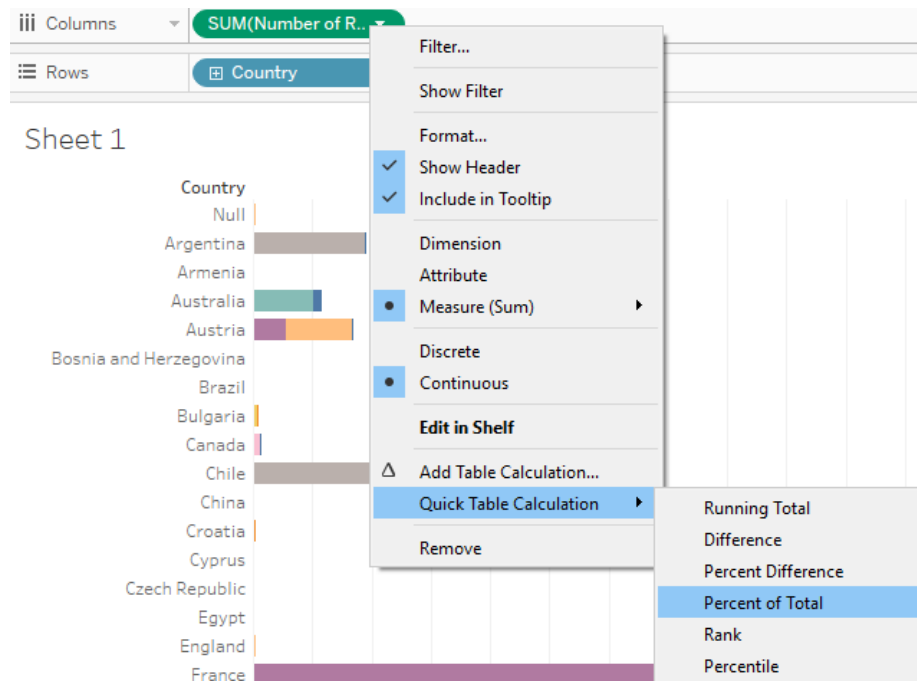 Columns
SUM(Number of R..
Rows
Country
Sheet 1
Country
Null
Argentina
Armenia
Australia
Austria
Bosnia and Herzegovina
Brazil
Bulgaria
Canada
Chile
China
Croatia
Cyprus
Czech Republic
Egypt
England
France
Filter...
Show Filter
Format...
Show Header
Include in Tooltip
Dimension
Attribute
Measure (Sum)
Discrete
Continuous
Edit in Shelf
Add Table Calculation...
Quick Table Calculation
Remove
Running Total
Difference
Percent Difference
Percent of Total
Rank
Percentile